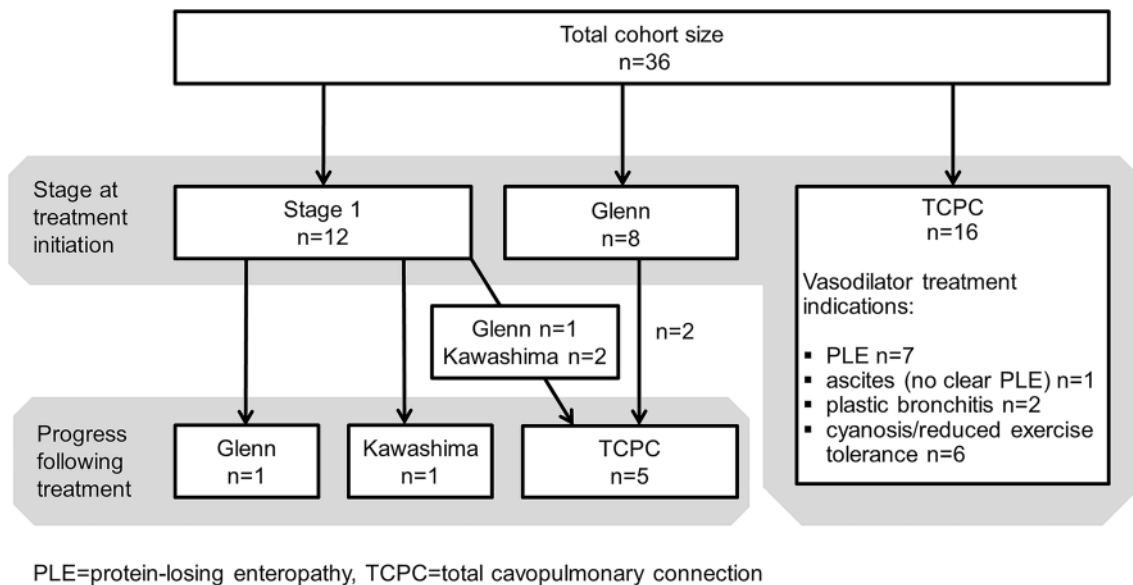 Total cohort size
n=36
Stage at
treatment
initiation
Stage 1
n=12
Glenn
n=8
TCPC
n=16
Vasodilator treatment
indications:
▪ PLE n=7
▪ ascites (no clear PLE) n=1
▪ plastic bronchitis n=2
▪ cyanosis/reduced exercise
tolerance n=6
Glenn n=1
Kawashima n=2
n=2
Progress
following
treatment
Glenn
n=1
Kawashima
n=1
TCPC
n=5
PLE=protein-losing enteropathy, TCPC=total cavopulmonary connection